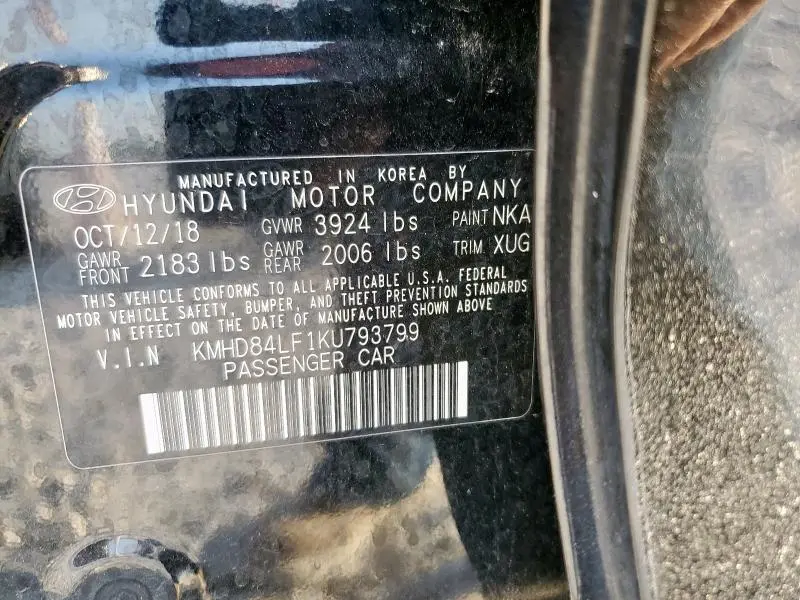 MANUFACTURED IN KOREA BY
HYUNDAI MOTOR COMPANY
OCT/12/18 GVWR 3924 lbs PAINT NKA
GAWR FRONT 2183 lbs GAWR REAR 2006 lbs TRIM XUG
THIS VEHICLE CONFORMS TO ALL APPLICABLE U.S.A. FEDERAL
MOTOR VEHICLE SAFETY, BUMPER, AND THEFT PREVENTION STANDARDS
IN EFFECT ON THE DATE OF MANUFACTURE SHOWN ABOVE
V.I.N KMHD84LF1KU793799
PASSENGER CAR